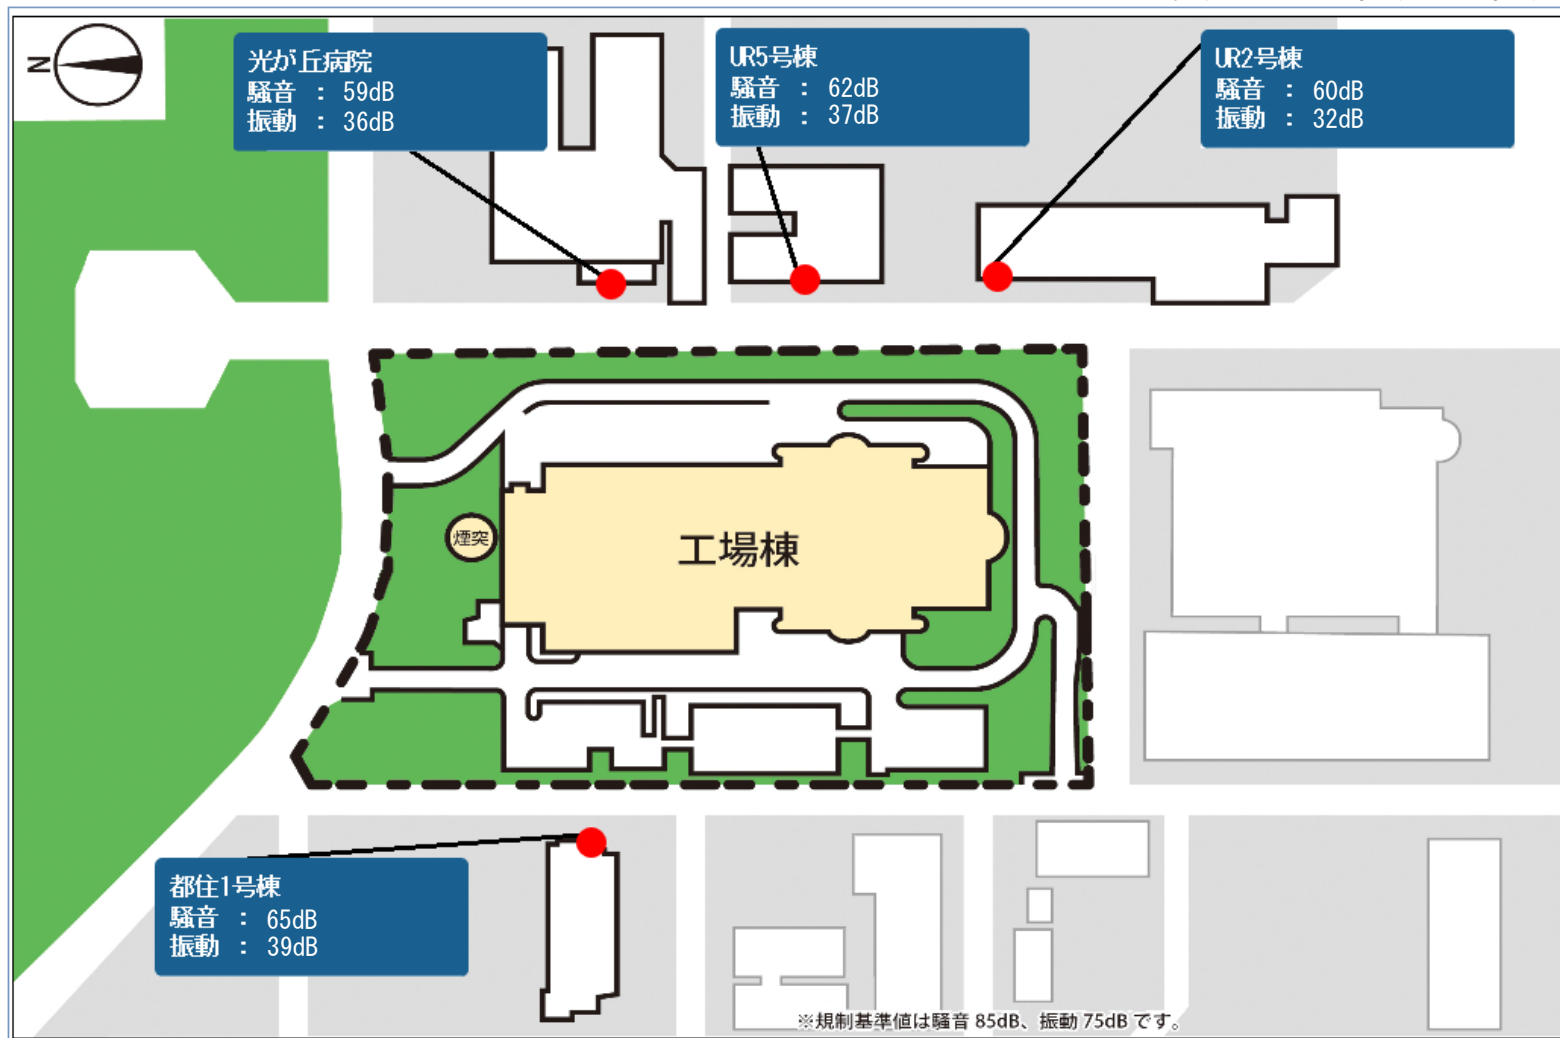 N
光が丘病院
騒音 : 59dB
振動 : 36dB
UR5号棟
騒音 : 62dB
振動 : 37dB
UR2号棟
騒音 : 60dB
振動 : 32dB
煙突
工場棟
都住1号棟
騒音 : 65dB
振動 : 39dB
※規制基準値は騒音 85dB、振動 75dB です。